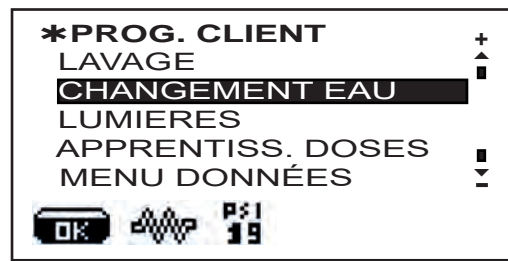 *PROG. CLIENT
+
LAVAGE
CHANGEMENT EAU
LUMIERES
APPRENTISS. DOSES
MENU DONNÉES
-
OK
PSI
19